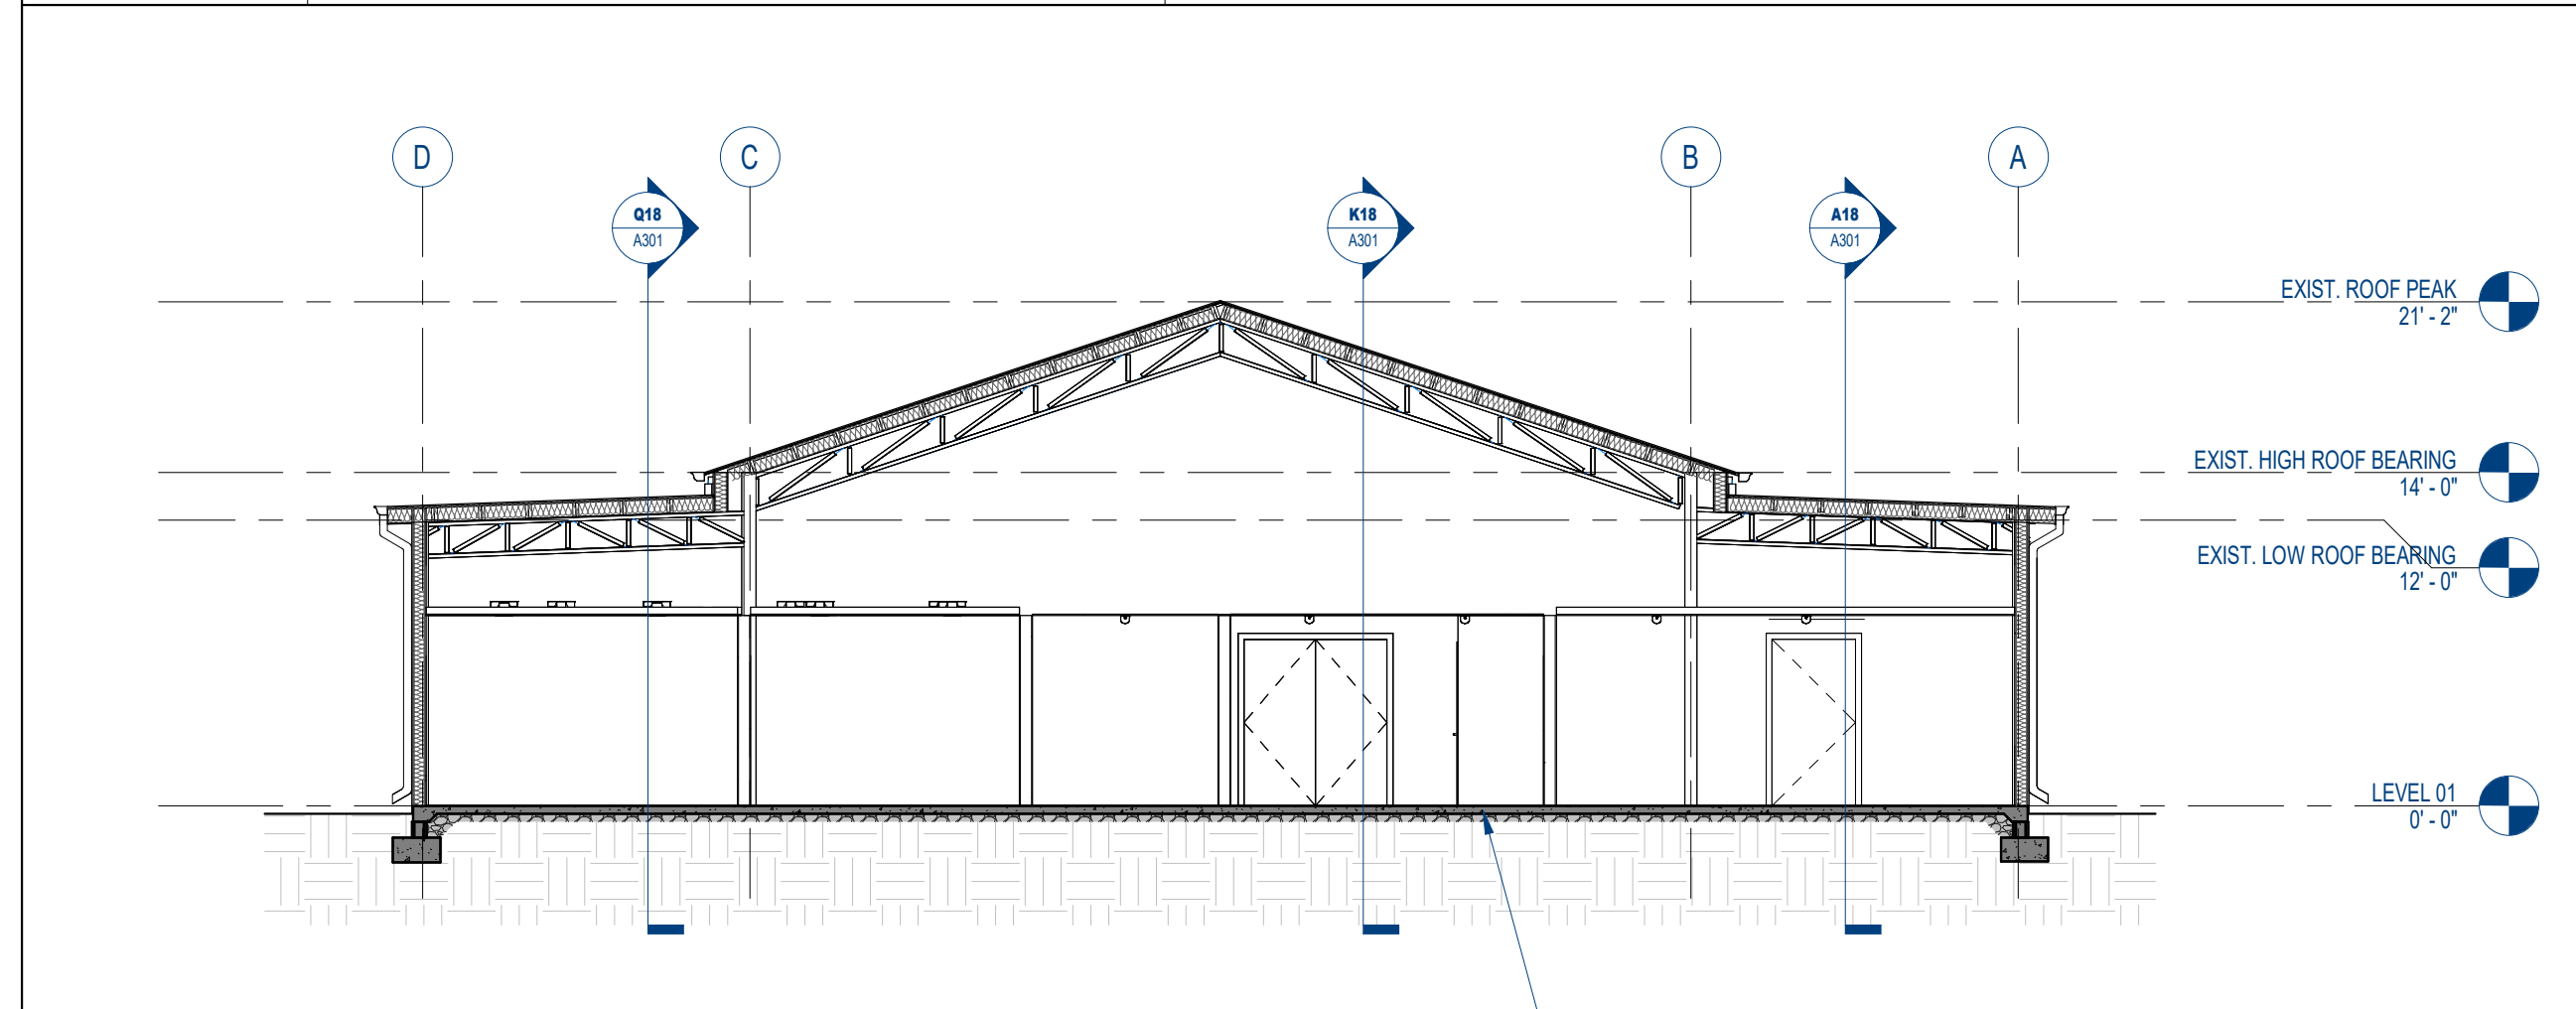 D
C
B
A
Q18
A301
K18
A301
A18
A301
EXIST. ROOF PEAK
21' - 2"
EXIST. HIGH ROOF BEARING
14' - 0"
EXIST. LOW ROOF BEARING
12' - 0"
LEVEL 01
0' - 0"